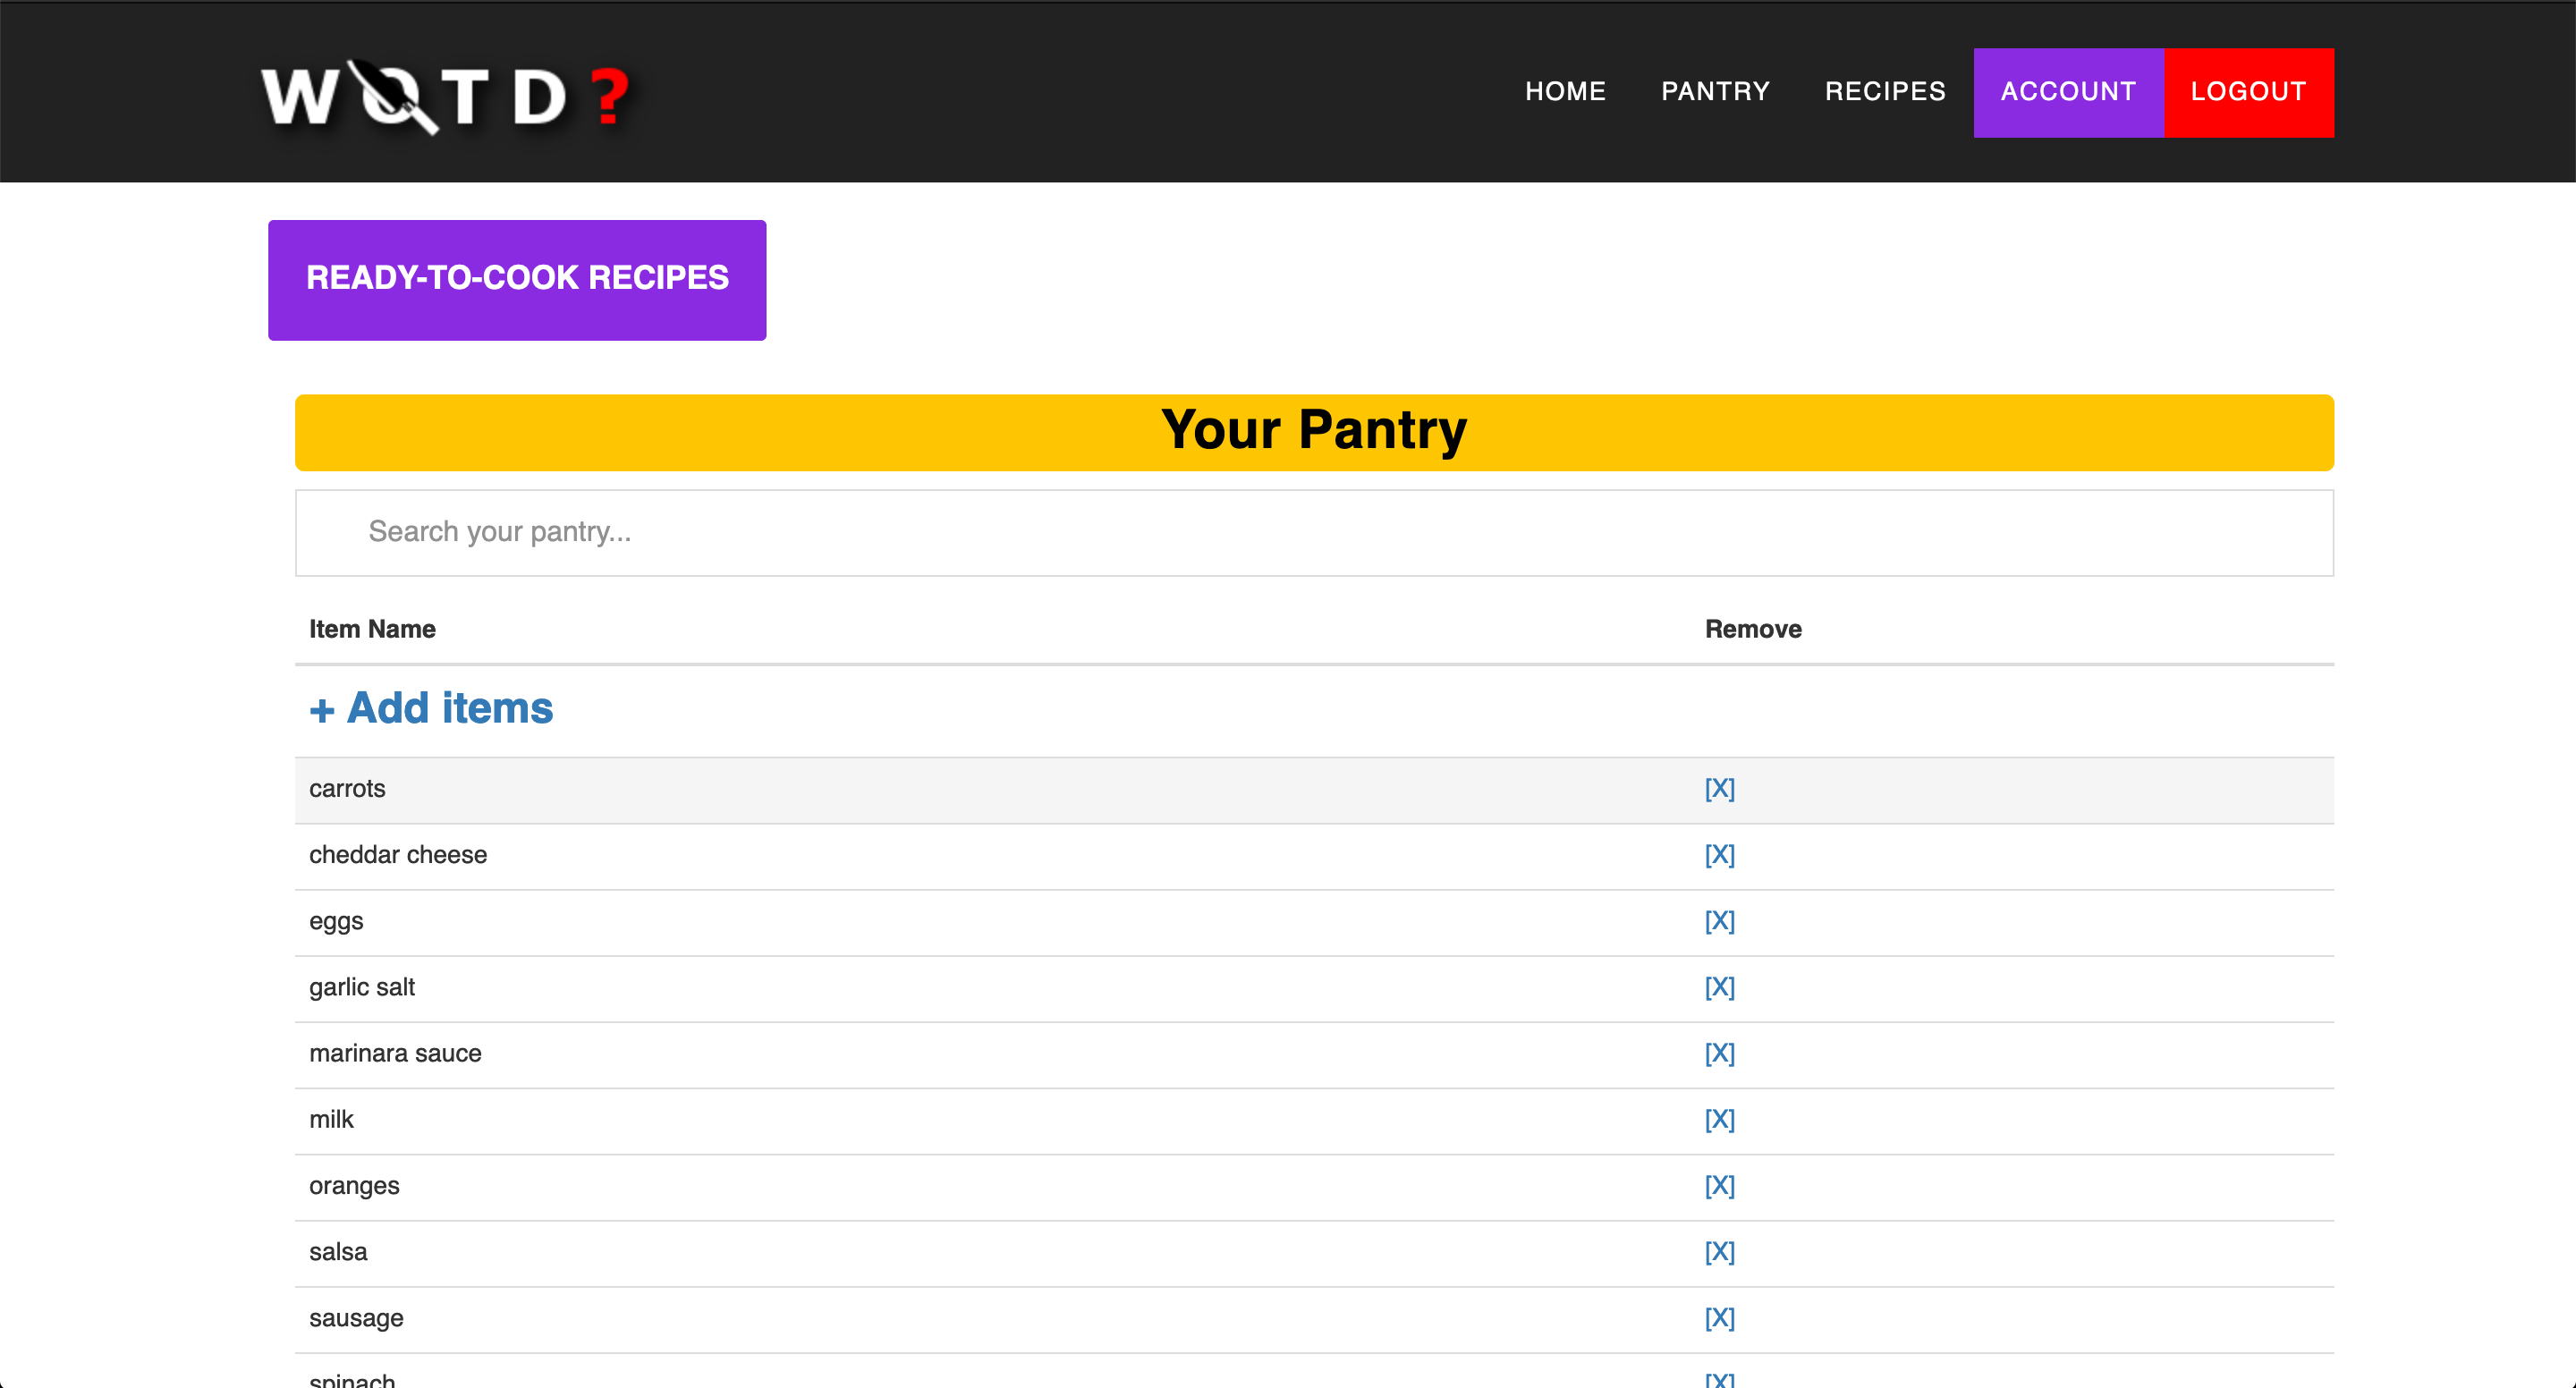 WOTD?
HOME PANTRY RECIPES ACCOUNT LOGOUT
READY-TO-COOK RECIPES
Your Pantry
Search your pantry...
Item Name Remove
+ Add items
carrots [X]
cheddar cheese [X]
eggs [X]
garlic salt [X]
marinara sauce [X]
milk [X]
oranges [X]
salsa [X]
sausage [X]
spinach [X]